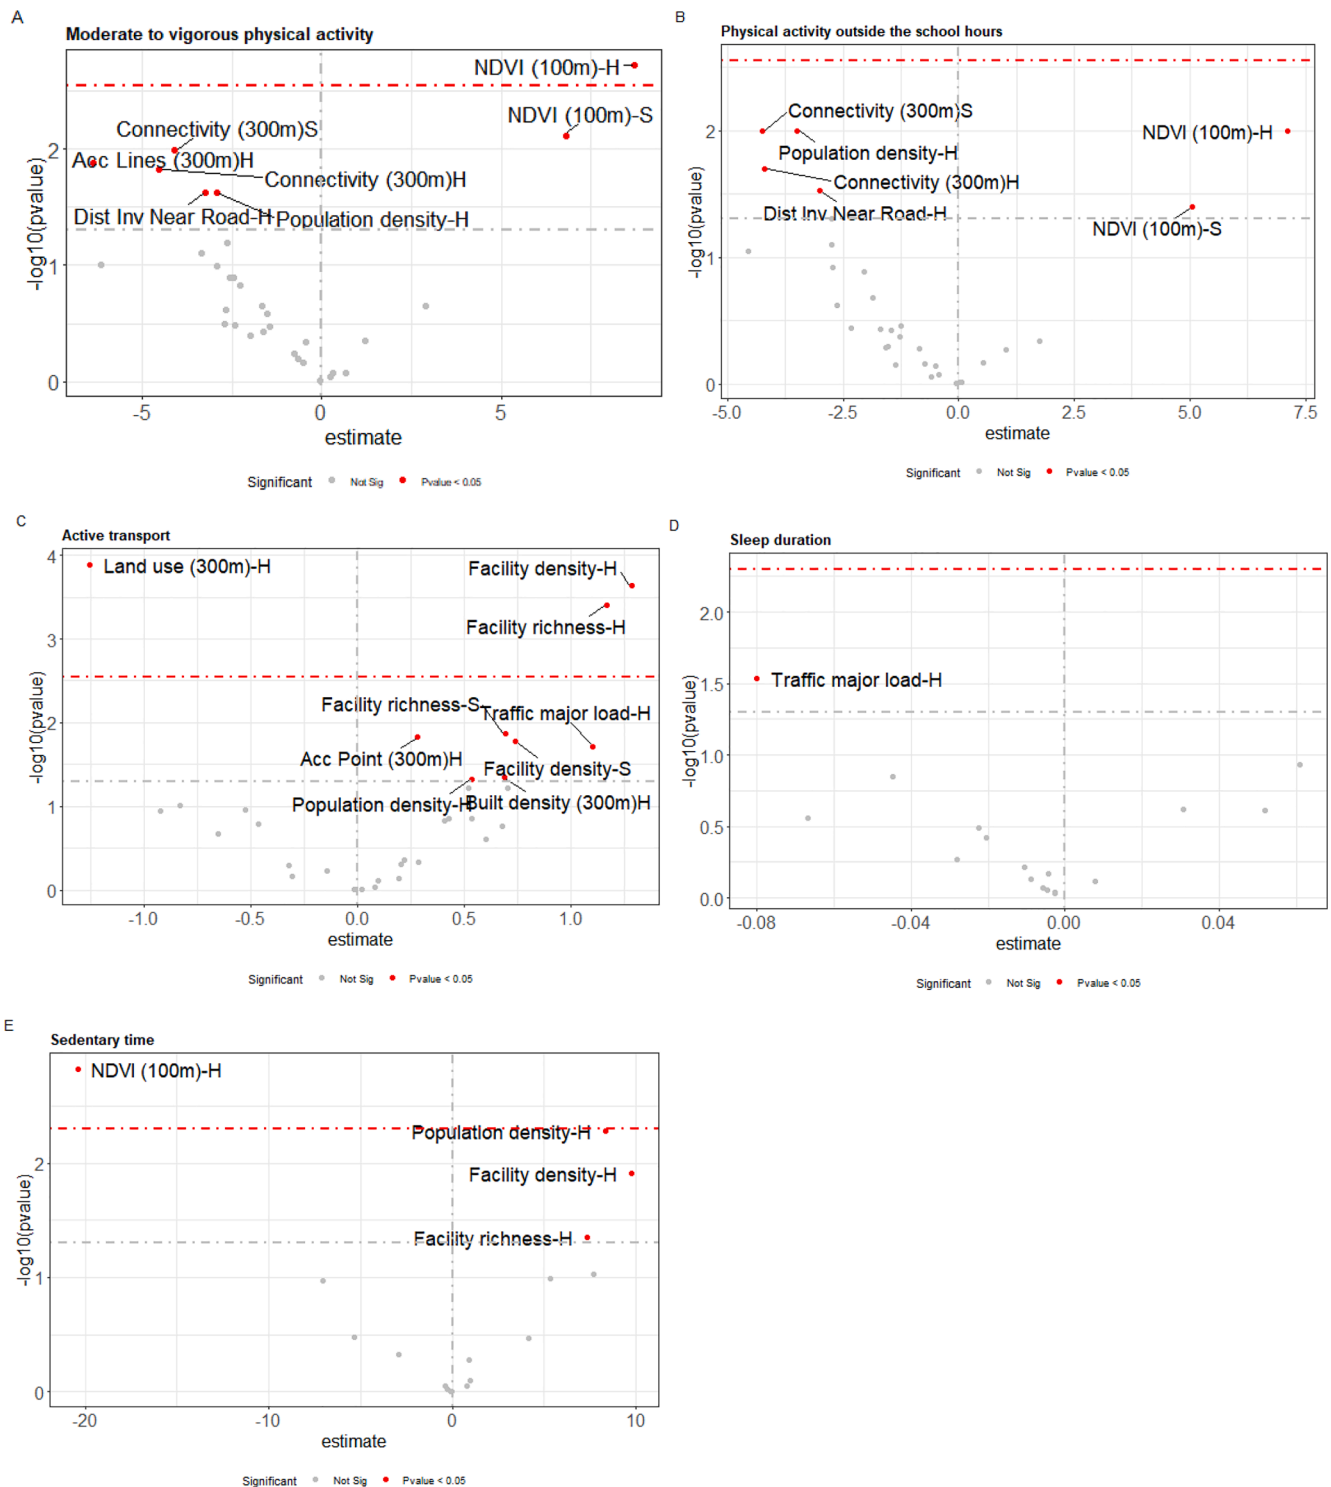 A
Moderate to vigorous physical activity
NDVI (100m)-H
NDVI (100m)-S
Connectivity (300m)S
Acc Lines (300m)H
Connectivity (300m)H
Dist Inv Near Road-H
Population density-H
2
1
0
-log10(pvalue)
-5
0
5
estimate
Significant Not Sig Pvalue < 0.05
B
Physical activity outside the school hours
Connectivity (300m)S
NDVI (100m)-H
Population density-H
Connectivity (300m)H
Dist Inv Near Road-H
NDVI (100m)-S
2
1
0
-log10(pvalue)
-5.0
-2.5
0.0
2.5
5.0
7.5
estimate
Significant Not Sig Pvalue < 0.05
C
Active transport
Land use (300m)-H
Facility density-H
Facility richness-H
Facility richness-S
Traffic major load-H
Acc Point (300m)H
Facility density-S
Population density-H
Built density (300m)H
4
3
2
1
0
-log10(pvalue)
-1.0
-0.5
0.0
0.5
1.0
estimate
Significant Not Sig Pvalue < 0.05
D
Sleep duration
Traffic major load-H
2.0
1.5
1.0
0.5
0.0
-log10(pvalue)
-0.08
-0.04
0.00
0.04
estimate
Significant Not Sig Pvalue < 0.05
E
Sedentary time
NDVI (100m)-H
Population density-H
Facility density-H
Facility richness-H
2
1
0
-log10(pvalue)
-20
-10
0
10
estimate
Significant Not Sig Pvalue < 0.05